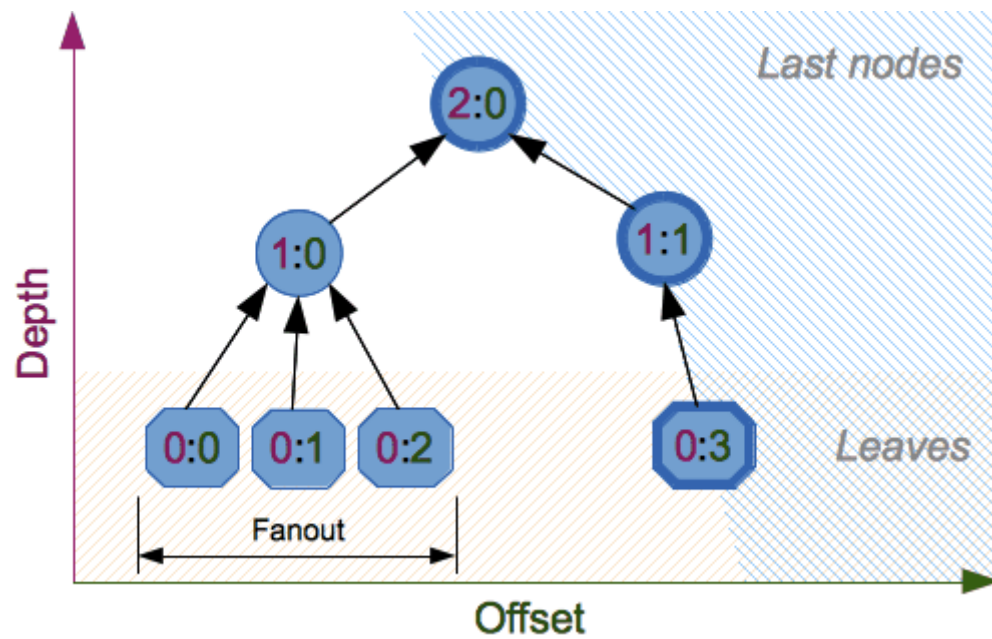 Last nodes
2:0
1:0
1:1
Depth
0:0
0:1
0:2
0:3
Leaves
Fanout
Offset